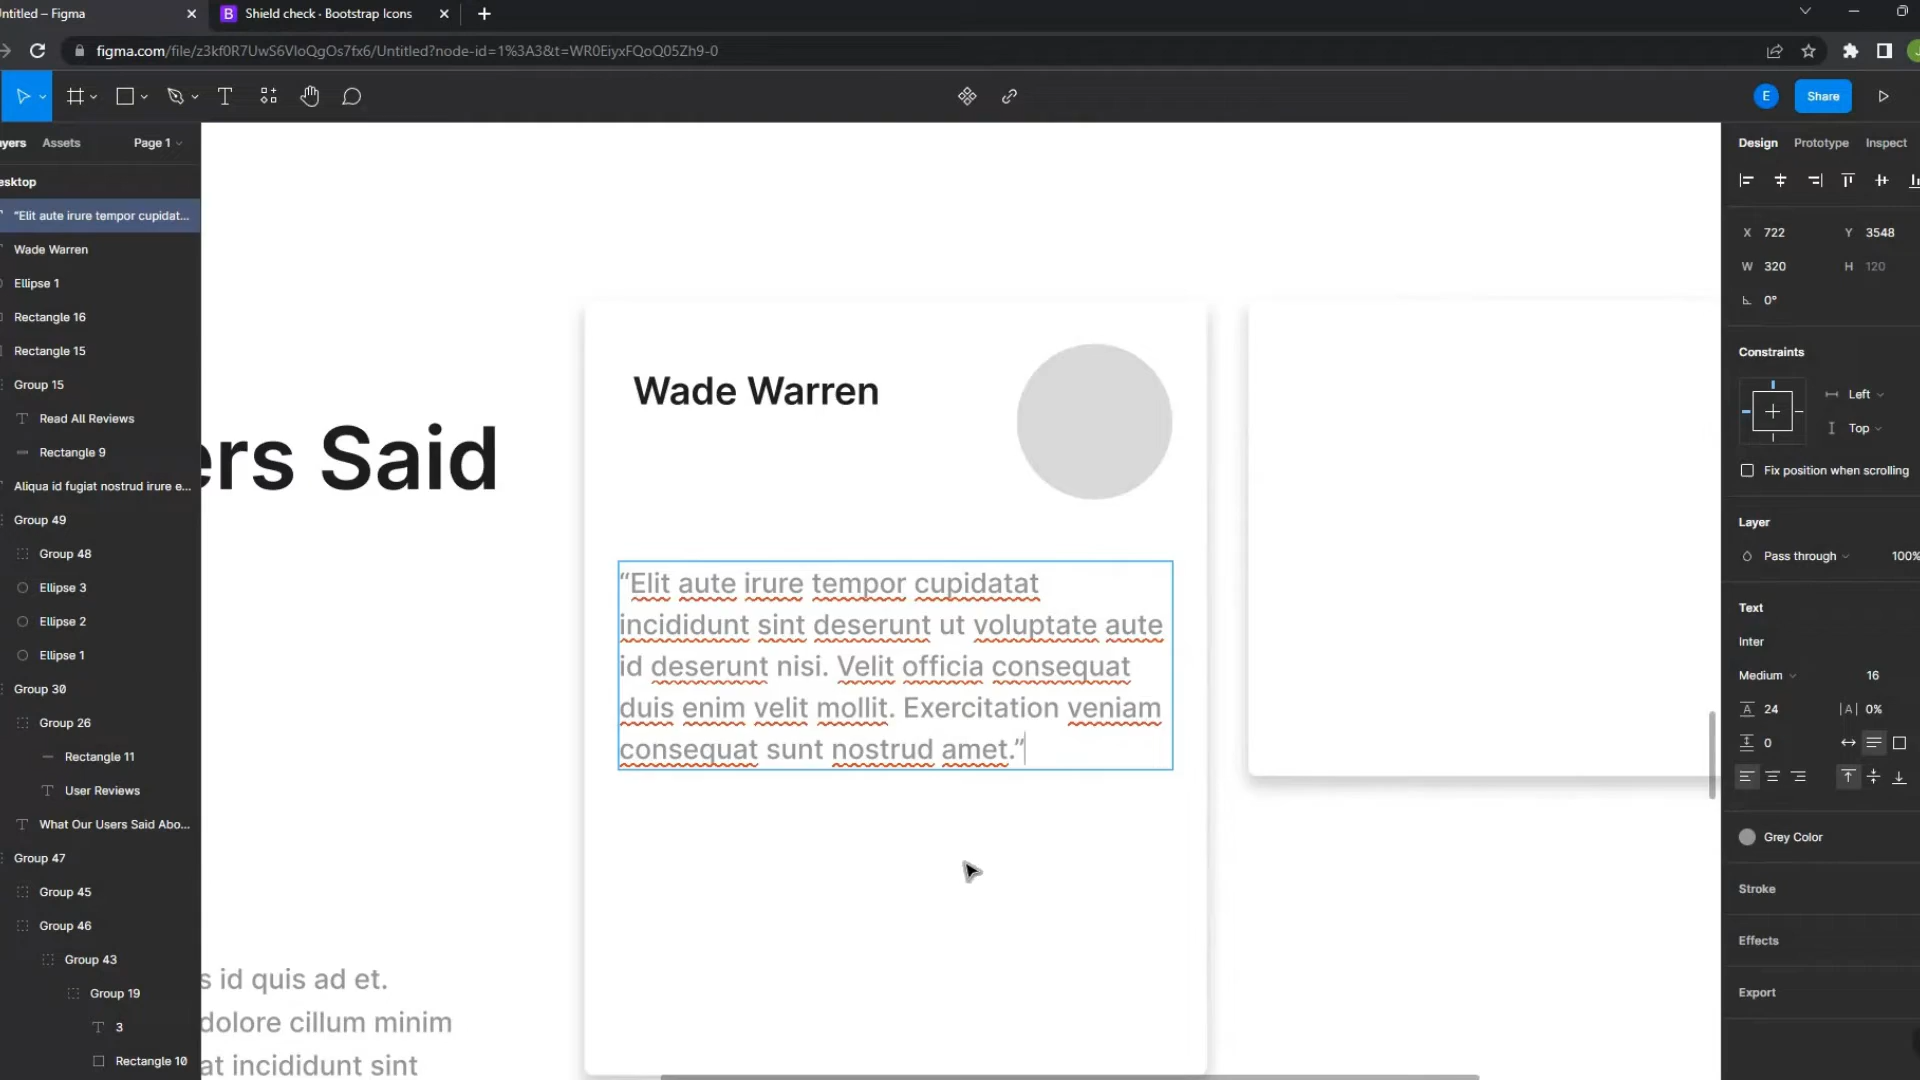 Untitled – Figma
Shield check · Bootstrap Icons
figma.com/file/z3kf0R7UwS6VIoQgOs7fx6/Untitled?node-id=1%3A3&t=WR0EiyxFQoQ05Zh9-0
E
Share
ayers
Assets
Page 1
esktop
“Elit aute irure tempor cupidat...
Wade Warren
Ellipse 1
Rectangle 16
Rectangle 15
Group 15
Read All Reviews
Rectangle 9
Aliqua id fugiat nostrud irure e...
Group 49
Group 48
Ellipse 3
Ellipse 2
Ellipse 1
Group 30
Group 26
Rectangle 11
User Reviews
What Our Users Said Abo...
Group 47
Group 45
Group 46
Group 43
Group 19
3
Rectangle 10
ers Said
s id quis ad et.
dolore cillum minim
at incididunt sint
Wade Warren
“Elit aute irure tempor cupidatat
incididunt sint deserunt ut voluptate aute
id deserunt nisi. Velit officia consequat
duis enim velit mollit. Exercitation veniam
consequat sunt nostrud amet.”
Design
Prototype
Inspect
X 722
Y 3548
W 320
H 120
0°
Constraints
Left
Top
Fix position when scrolling
Layer
Pass through
100%
Text
Inter
Medium
16
24
0%
0
Grey Color
Stroke
Effects
Export